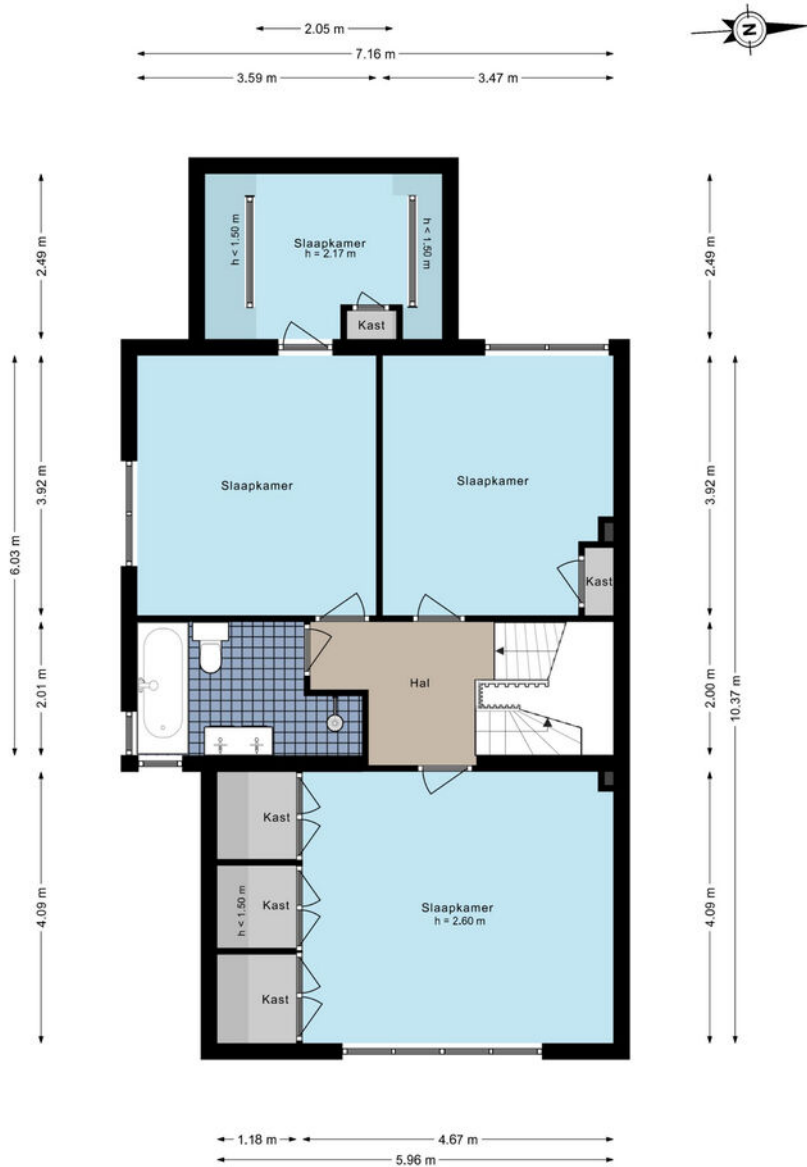 2.05 m
7.16 m
3.59 m
3.47 m
N
2.49 m
2.49 m
h < 1.50 m
Slaapkamer
h = 2.17 m
h < 1.50 m
Kast
6.03 m
3.92 m
Slaapkamer
Slaapkamer
3.92 m
10.37 m
Kast
2.01 m
Hal
2.00 m
4.09 m
Kast
h < 1.50 m
Kast
Slaapkamer
h = 2.60 m
4.09 m
Kast
1.18 m
4.67 m
5.96 m